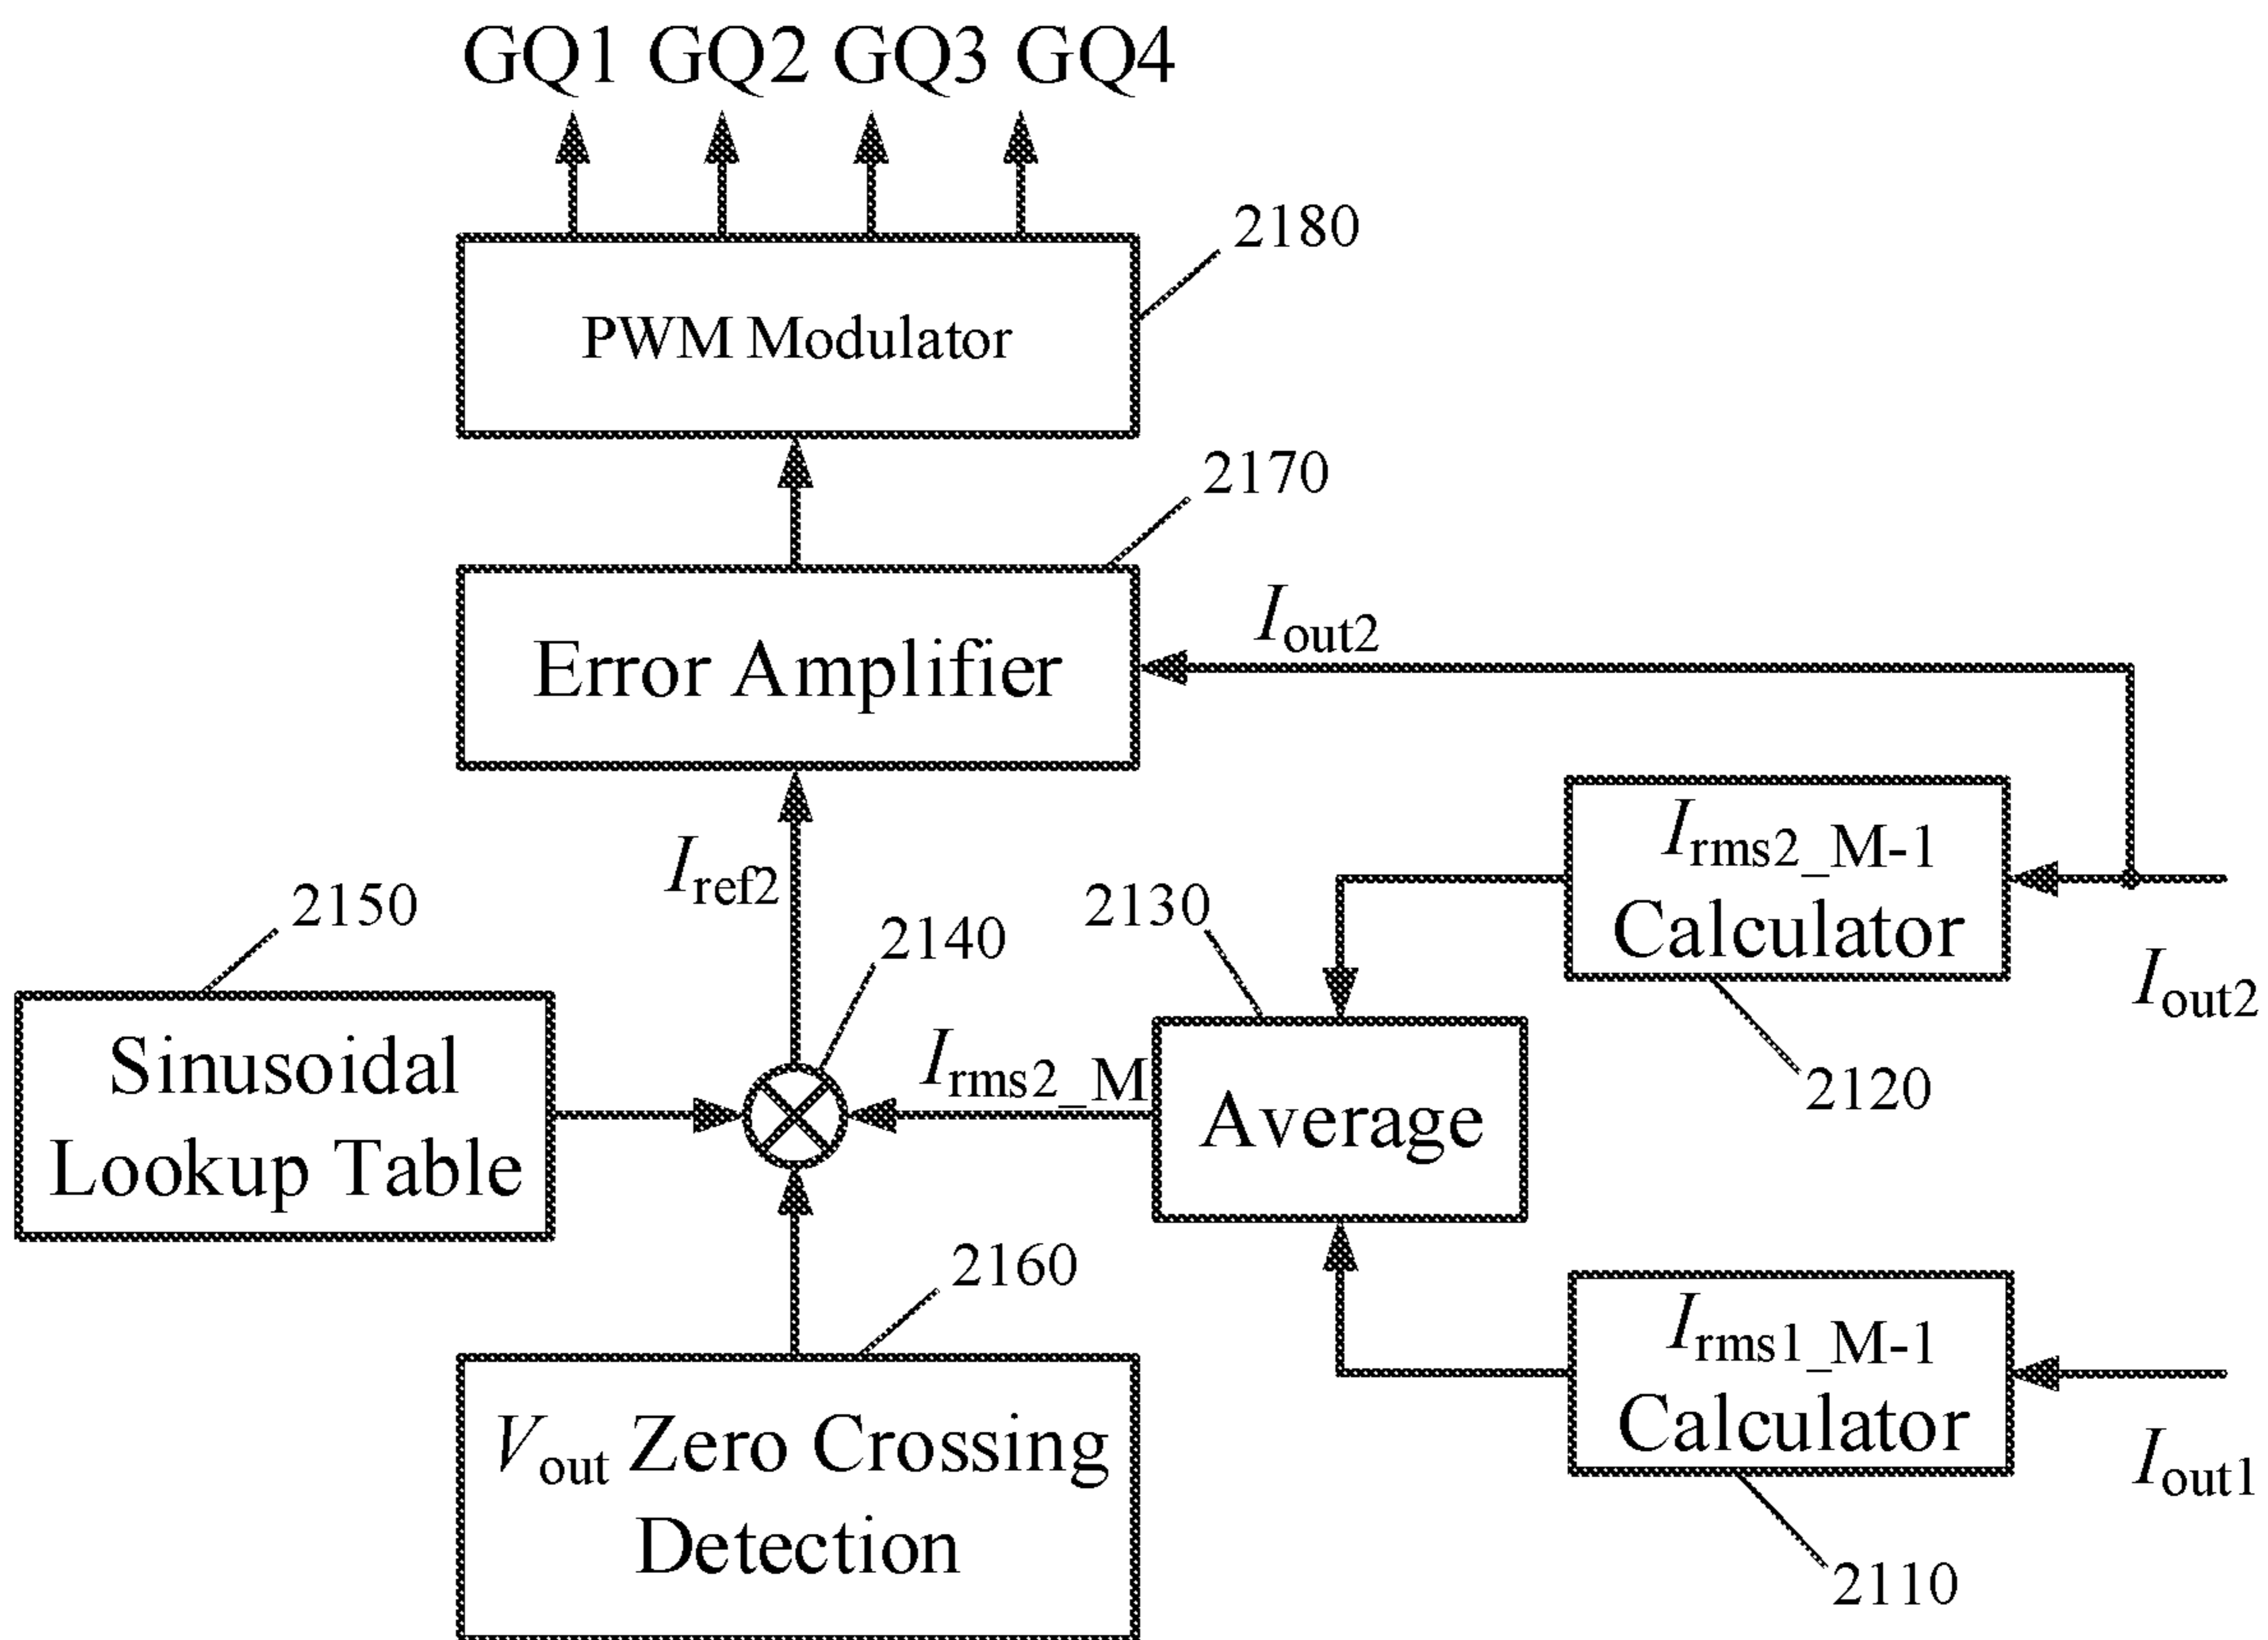 GQ1 GQ2 GQ3 GQ4
2180
PWM Modulator
2170
Iout2
Error Amplifier
Irms2_M-1
Calculator
Iref2
2150
2140
2130
Iout2
Sinusoidal
Lookup Table
Irms2_M
Average
2120
2160
Irms1_M-1
Calculator
Vout Zero Crossing
Detection
Iout1
2110